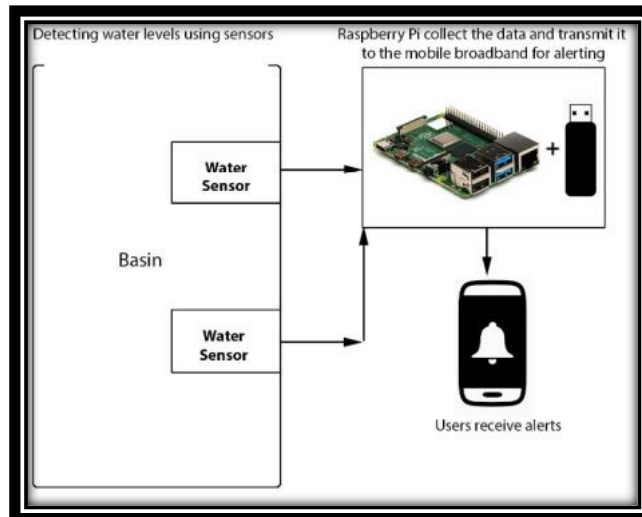 Detecting water levels using sensors
Raspberry Pi collect the data and transmit it
to the mobile broadband for alerting
Water
Sensor
+
Basin
Water
Sensor
Users receive alerts